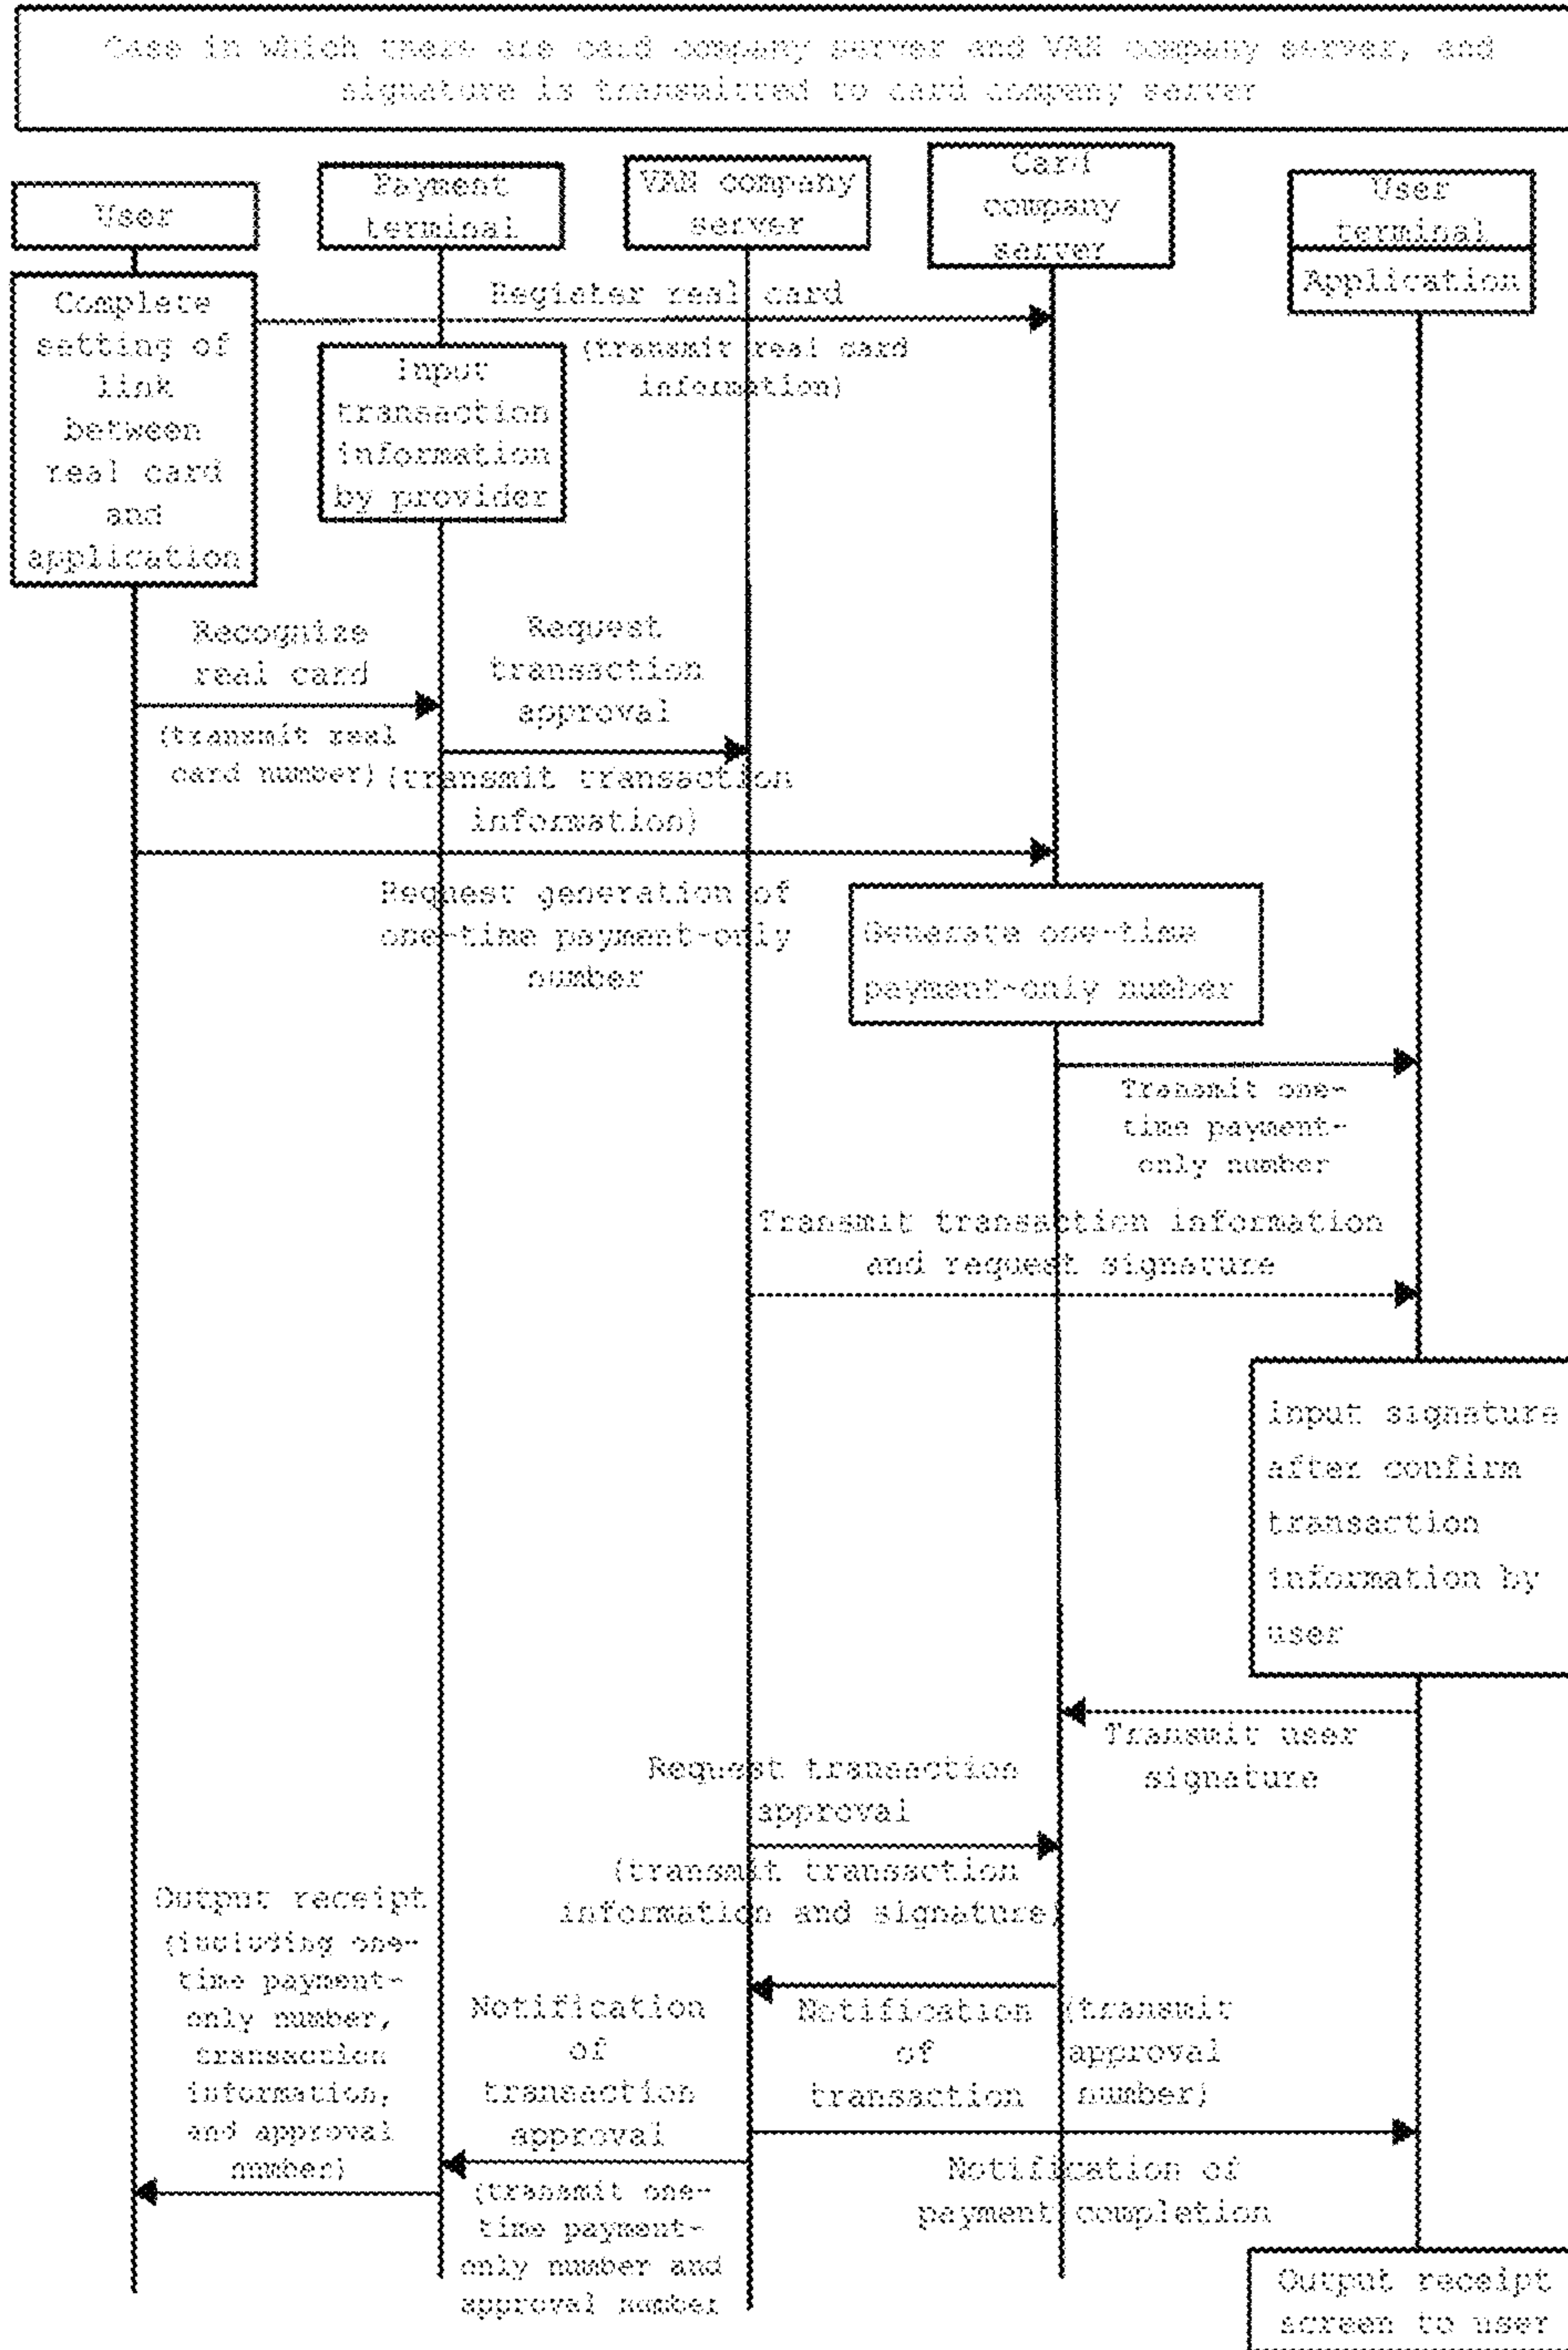 Case in which there are card company server and VAN company server, and
signature is transmitted to card company server
User
Payment
terminal
VAN company
server
Card
company
server
User
terminal
Application
Complete
setting of
link
between
real card
and
application
Register real card
(transmit real card
information)
Input
transaction
information
by provider
Recognize
real card
(transmit real
card number)
Request
transaction
approval
(transmit transaction
information)
Request generation of
one-time payment-only
number
Generate one-time
payment-only number
Transmit one-
time payment-
only number
Transmit transaction information
and request signature
input signature
after confirm
transaction
information by
user
Transmit user
signature
Request transaction
approval
(transmit transaction
information and signature)
Output receipt
(including one-
time payment-
only number,
transaction
information,
and approval
number)
Notification
of
transaction
approval
(transmit one-
time payment-
only number and
approval number
Notification
of
transaction
(transmit
approval
number)
Notification of
payment completion
Output receipt
screen to user